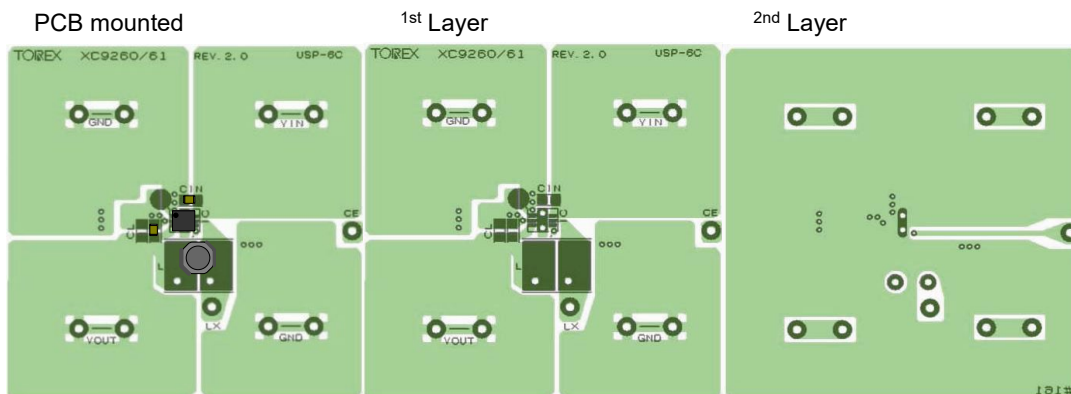 PCB mounted
1st Layer
2nd Layer
TOREX XC9260/61 REV.2.0 USP-6C
GND
VIN
CIN
IC
CL
CE
L
LX
VOUT
GND
TOREX XC9260/61 REV.2.0 USP-6C
GND
VIN
CIN
IC
CL
CE
L
LX
VOUT
GND